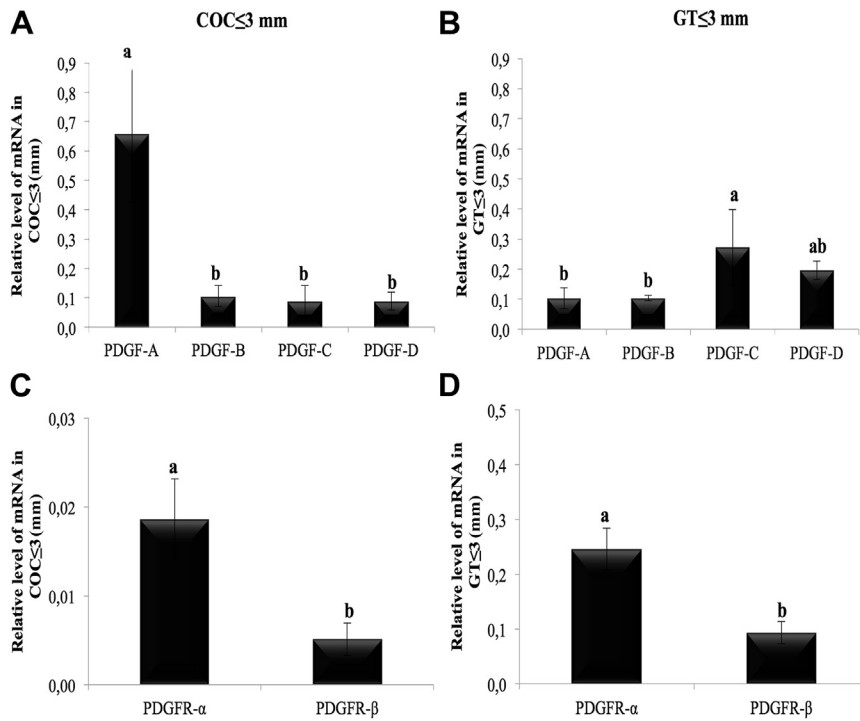 A
COC≤3 mm
Relative level of mRNA in
COC≤3 (mm)
0,9
0,8
0,7
0,6
0,5
0,4
0,3
0,2
0,1
0,0
a
b
b
b
PDGF-A PDGF-B PDGF-C PDGF-D
B
GT≤3 mm
Relative level of mRNA in
GT≤3 (mm)
0,9
0,8
0,7
0,6
0,5
0,4
0,3
0,2
0,1
0,0
b
b
a
ab
PDGF-A PDGF-B PDGF-C PDGF-D
C
Relative level of mRNA in
COC≤3 (mm)
0,03
0,02
0,01
0,00
a
b
PDGFR-α PDGFR-β
D
Relative level of mRNA in
GT≤3 (mm)
0,5
0,4
0,3
0,2
0,1
0,0
a
b
PDGFR-α PDGFR-β